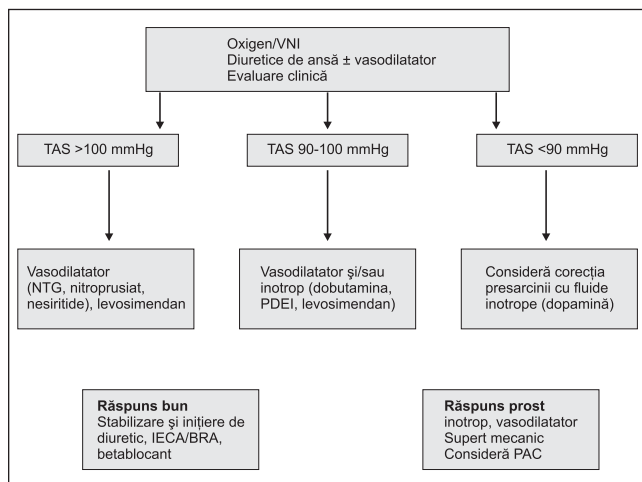 Oxigen/VNI
Diuretice de ansă ± vasodilatator
Evaluare clinică
TAS >100 mmHg
TAS 90-100 mmHg
TAS <90 mmHg
Vasodilatator
(NTG, nitroprusiat,
nesiritide), levosimendan
Vasodilatator şi/sau
inotrop (dobutamina,
PDEI, levosimendan)
Consideră corecția
presarcinii cu fluide
inotrope (dopamină)
Răspuns bun
Stabilizare şi inițiere de
diuretic, IECA/BRA,
betablocant
Răspuns prost
inotrop, vasodilatator
Supert mecanic
Consideră PAC